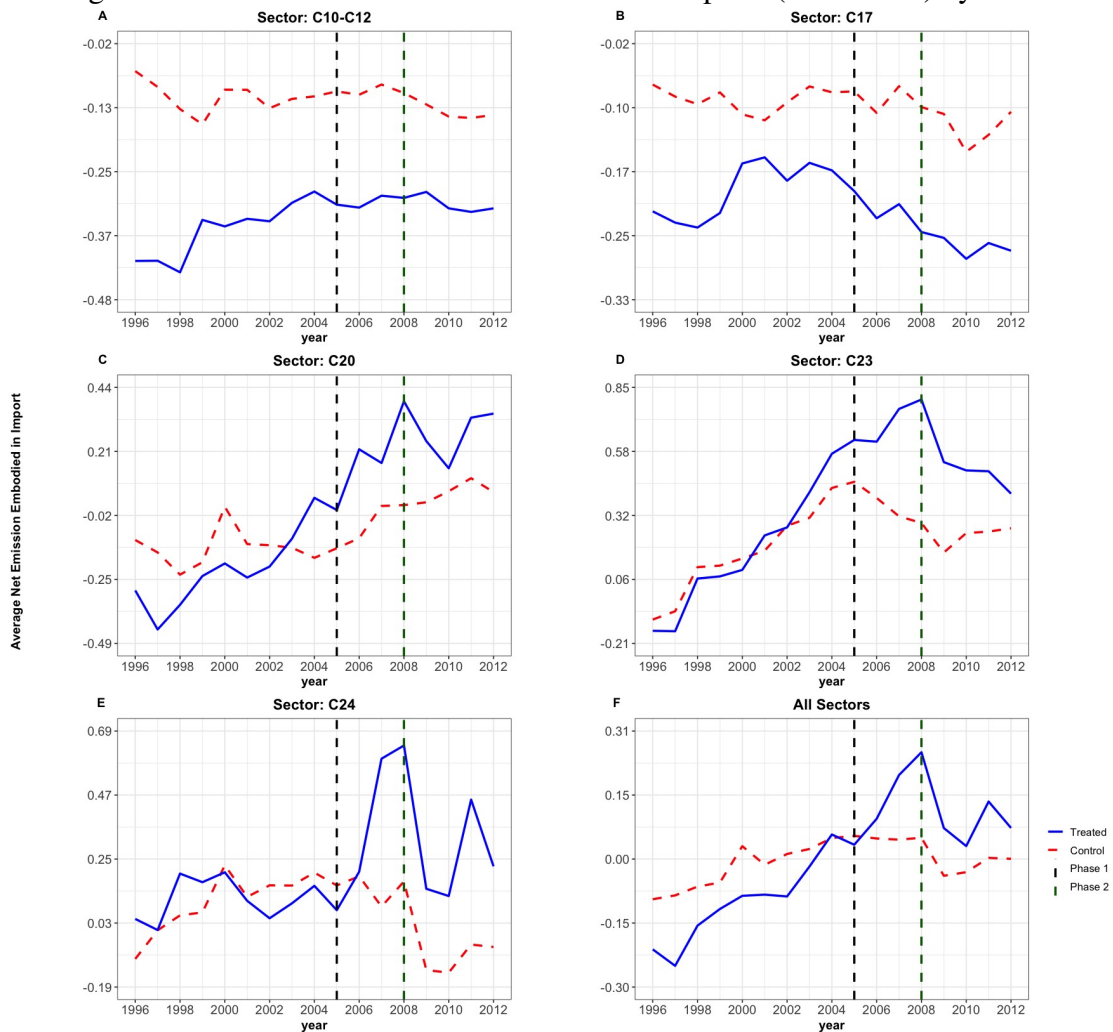 A
Sector: C10-C12
-0.02
-0.13
-0.25
-0.37
-0.48
1996 1998 2000 2002 2004 2006 2008 2010 2012
year
B
Sector: C17
-0.02
-0.10
-0.17
-0.25
-0.33
1996 1998 2000 2002 2004 2006 2008 2010 2012
year
C
Sector: C20
0.44
0.21
-0.02
-0.25
-0.49
1996 1998 2000 2002 2004 2006 2008 2010 2012
year
D
Sector: C23
0.85
0.58
0.32
0.06
-0.21
1996 1998 2000 2002 2004 2006 2008 2010 2012
year
Average Net Emission Embodied in Import
E
Sector: C24
0.69
0.47
0.25
0.03
-0.19
1996 1998 2000 2002 2004 2006 2008 2010 2012
year
F
All Sectors
0.31
0.15
0.00
-0.15
-0.30
1996 1998 2000 2002 2004 2006 2008 2010 2012
year
Treated
Control
Phase 1
Phase 2